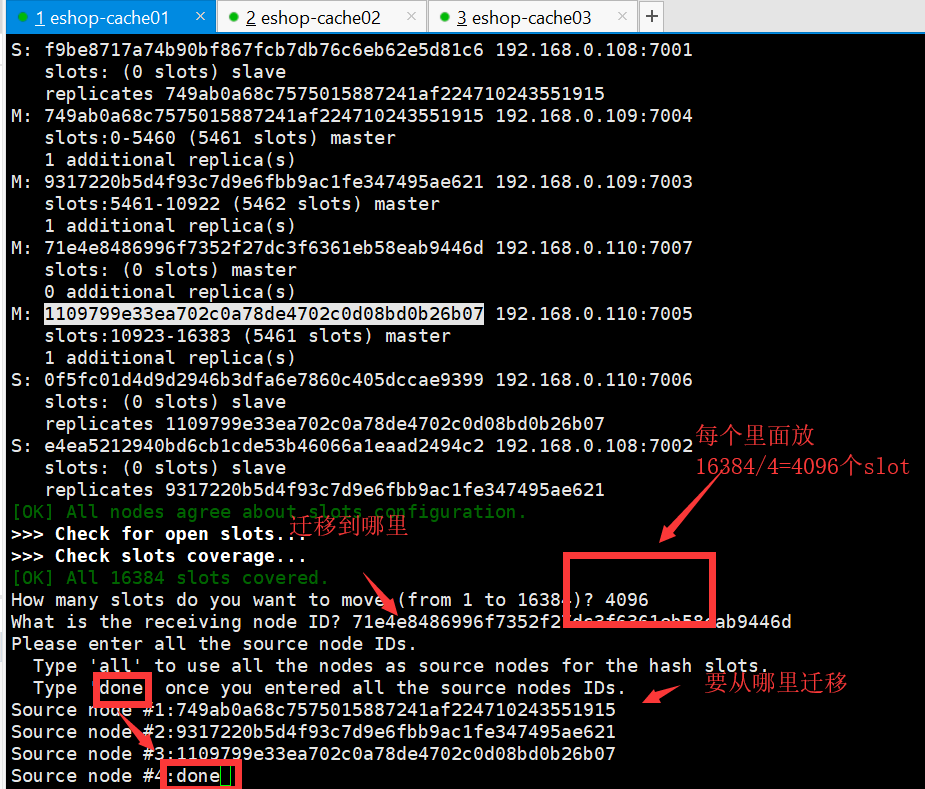 1 eshop-cache01 × 2 eshop-cache02 × 3 eshop-cache03 × +
S: f9be8717a74b90bf867fcb7db76c6eb62e5d81c6 192.168.0.108:7001
slots: (0 slots) slave
replicates 749ab0a68c7575015887241af224710243551915
M: 749ab0a68c7575015887241af224710243551915 192.168.0.109:7004
slots:0-5460 (5461 slots) master
1 additional replica(s)
M: 9317220b5d4f93c7d9e6fbb9ac1fe347495ae621 192.168.0.109:7003
slots:5461-10922 (5462 slots) master
1 additional replica(s)
M: 71e4e8486996f7352f27dc3f6361eb58eab9446d 192.168.0.110:7007
slots: (0 slots) master
0 additional replica(s)
M: 1109799e33ea702c0a78de4702c0d08bd0b26b07 192.168.0.110:7005
slots:10923-16383 (5461 slots) master
1 additional replica(s)
S: 0f5fc01d4d9d2946b3dfa6e7860c405dccae9399 192.168.0.110:7006
slots: (0 slots) slave
replicates 1109799e33ea702c0a78de4702c0d08bd0b26b07
S: e4ea5212940bd6cb1cde53b46066a1eaad2494c2 192.168.0.108:7002
slots: (0 slots) slave
replicates 9317220b5d4f93c7d9e6fbb9ac1fe347495ae621
每个里面放
16384/4=4096个slot
[OK] All nodes agree about slots configuration.
迁移到哪里
>>> Check for open slots...
>>> Check slots coverage...
[OK] All 16384 slots covered.
How many slots do you want to move (from 1 to 16384)? 4096
What is the receiving node ID? 71e4e8486996f7352f27dc3f6361eb58eab9446d
Please enter all the source node IDs.
Type 'all' to use all the nodes as source nodes for the hash slots.
Type 'done' once you entered all the source nodes IDs.
要从哪里迁移
Source node #1:749ab0a68c7575015887241af224710243551915
Source node #2:9317220b5d4f93c7d9e6fbb9ac1fe347495ae621
Source node #3:1109799e33ea702c0a78de4702c0d08bd0b26b07
Source node #4:done